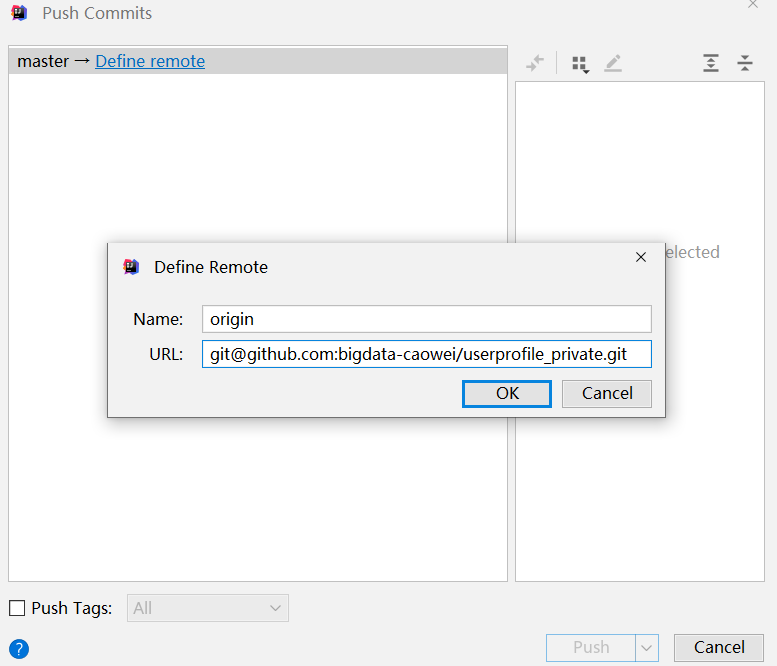 Push Commits
master → Define remote
elected
Define Remote
Name: origin
URL: git@github.com:bigdata-caowei/userprofile_private.git
OK Cancel
Push Tags: All
? Push Cancel